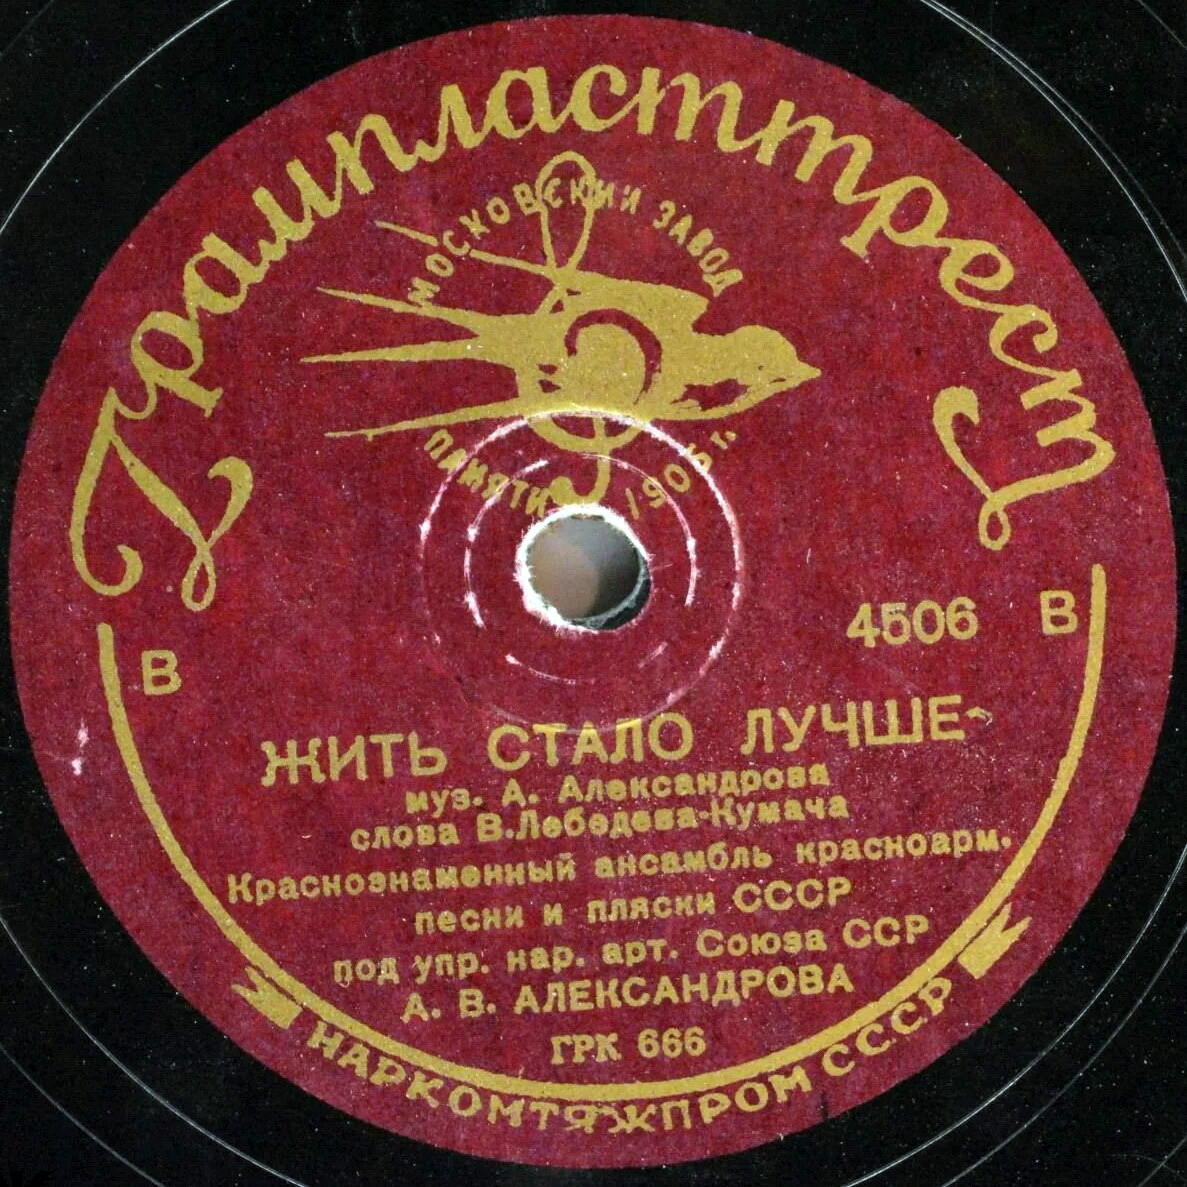 Грампласттрест
МОСКОВСКИЙ ЗАВОД
ПАМЯТИ 1905 г.
4506
В В
ЖИТЬ СТАЛО ЛУЧШЕ
муз. А. Александрова
слова В.Лебедева-Кумача
Краснознаменный ансамбль красноарм.
песни и пляски СССР
под упр. нар. арт. Союза ССР
А. В. АЛЕКСАНДРОВА
ГРК 666
НАРКОМТЯЖПРОМ СССР